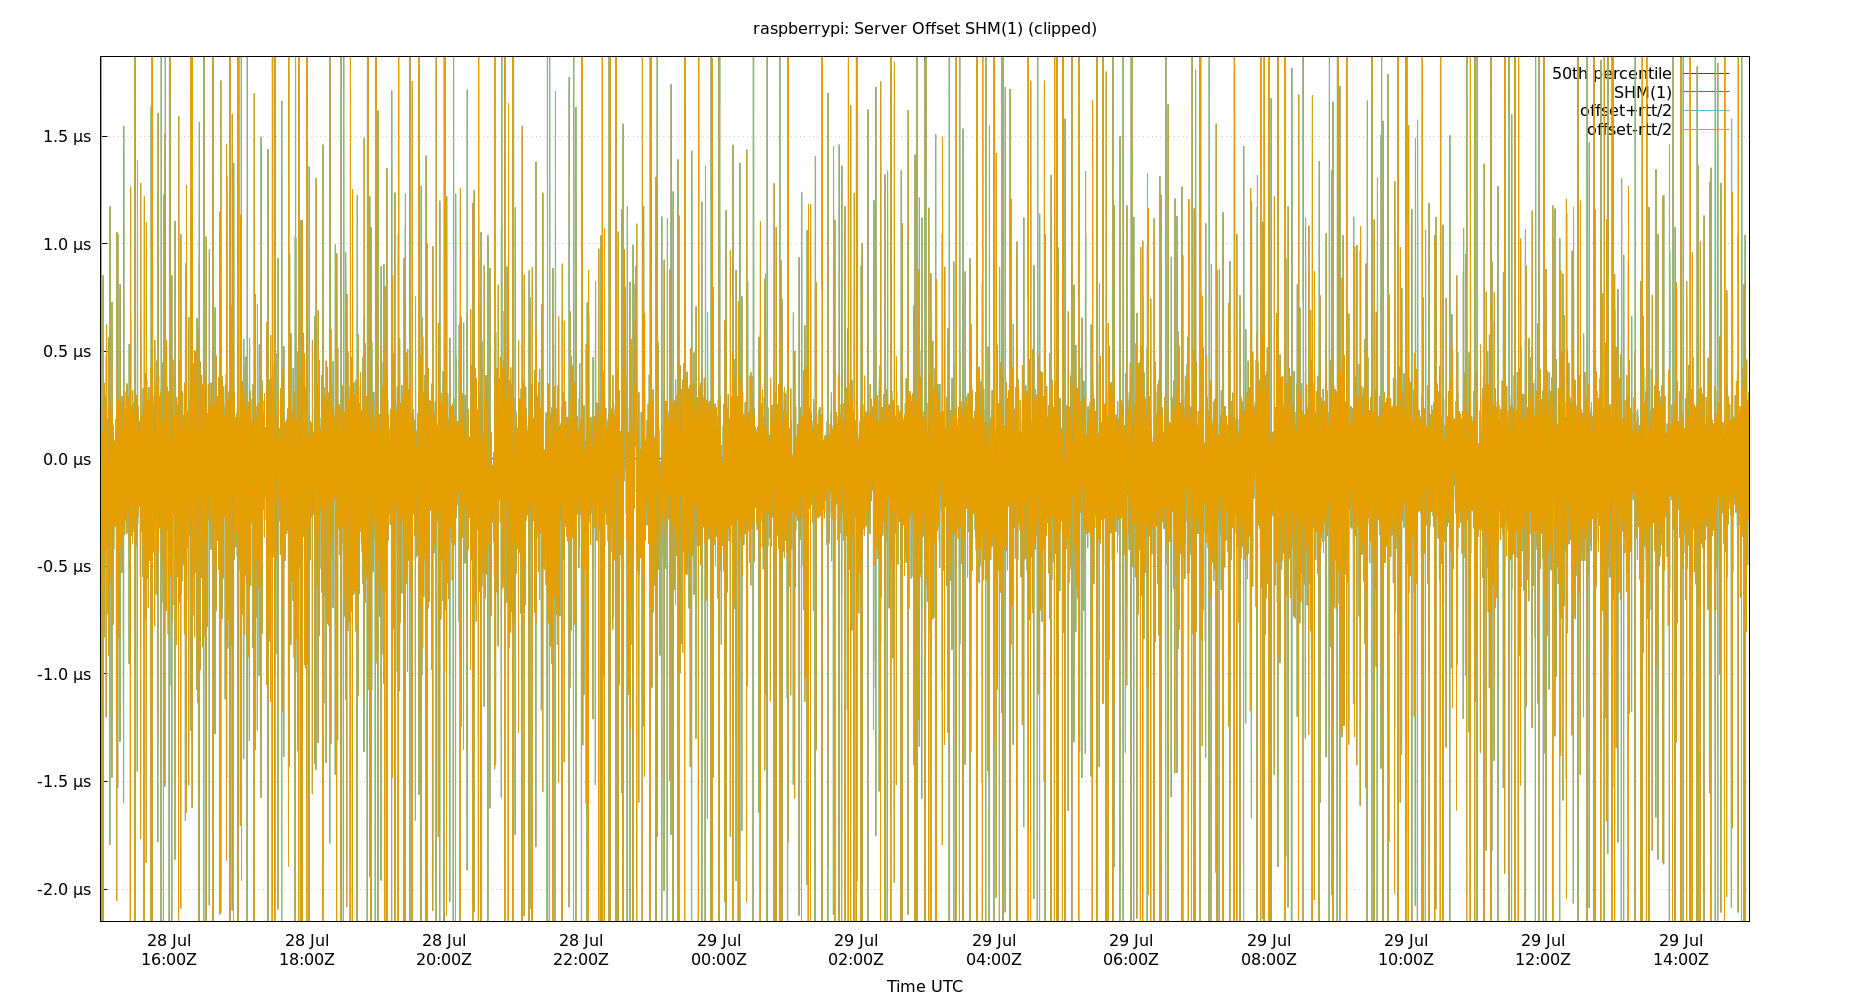 raspberrypi: Server Offset SHM(1) (clipped)
50th percentile
SHM(1)
offset+rtt/2
offset-rtt/2
1.5 µs
1.0 µs
0.5 µs
0.0 µs
-0.5 µs
-1.0 µs
-1.5 µs
-2.0 µs
28 Jul 28 Jul 28 Jul 28 Jul 29 Jul 29 Jul 29 Jul 29 Jul 29 Jul 29 Jul 29 Jul 29 Jul
16:00Z 18:00Z 20:00Z 22:00Z 00:00Z 02:00Z 04:00Z 06:00Z 08:00Z 10:00Z 12:00Z 14:00Z
Time UTC